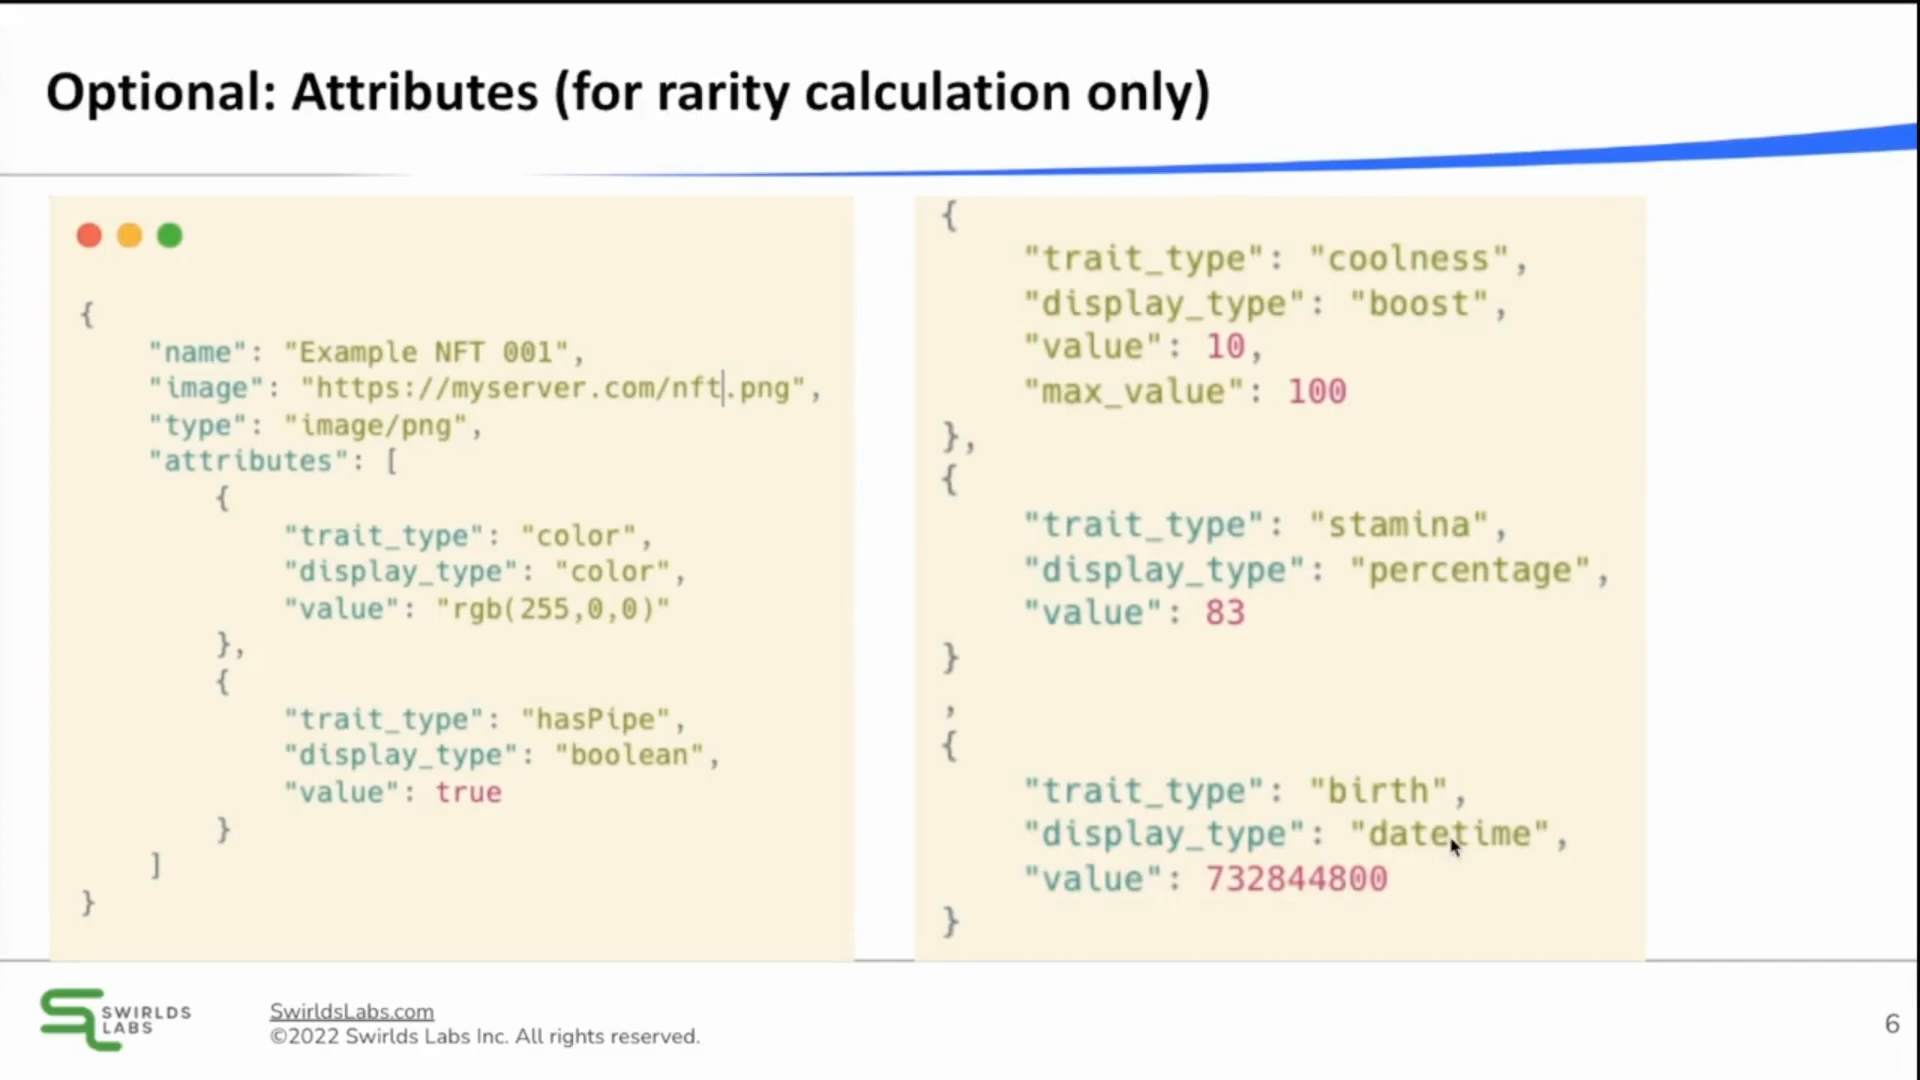 Optional: Attributes (for rarity calculation only)
{
"name": "Example NFT 001",
"image": "https://myserver.com/nft.png",
"type": "image/png",
"attributes": [
{
"trait_type": "color",
"display_type": "color",
"value": "rgb(255,0,0)"
},
{
"trait_type": "hasPipe",
"display_type": "boolean",
"value": true
}
]
}
{
"trait_type": "coolness",
"display_type": "boost",
"value": 10,
"max_value": 100
},
{
"trait_type": "stamina",
"display_type": "percentage",
"value": 83
}
,
{
"trait_type": "birth",
"display_type": "datetime",
"value": 732844800
}
SWIRLDS
LABS
SwirldsLabs.com
©2022 Swirlds Labs Inc. All rights reserved.
6